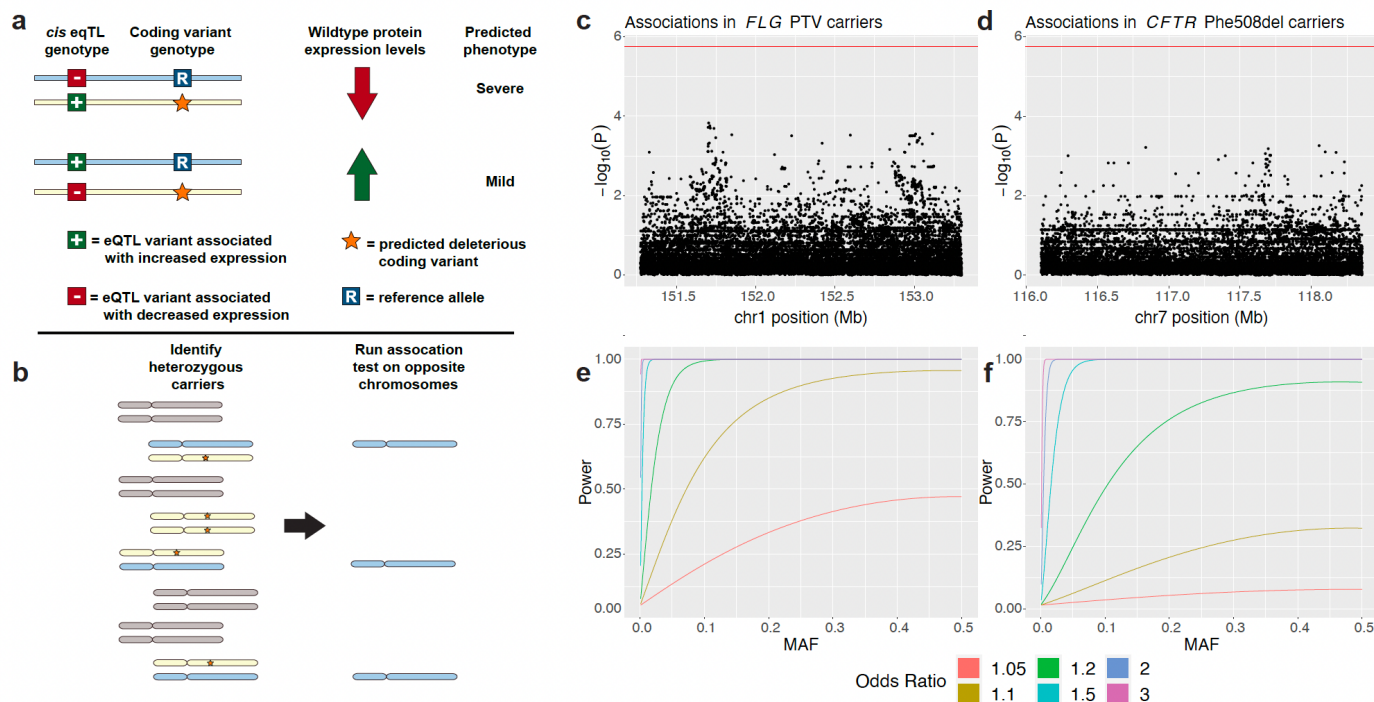 a
cis eQTL
genotype
Coding variant
genotype
Wildtype protein
expression levels
Predicted
phenotype
- R
+
Severe
+ R
-
Mild
+ = eQTL variant associated
with increased expression
= predicted deleterious
coding variant
- = eQTL variant associated
with decreased expression
R = reference allele
b
Identify
heterozygous
carriers
Run assocation
test on opposite
chromosomes
c
Associations in FLG PTV carriers
6
4
2
0
−log10(P)
151.5 152.0 152.5 153.0
chr1 position (Mb)
d
Associations in CFTR Phe508del carriers
6
4
2
0
−log10(P)
116.0 116.5 117.0 117.5 118.0
chr7 position (Mb)
e
1.00
0.75
0.50
0.25
0.00
Power
0.0 0.1 0.2 0.3 0.4 0.5
MAF
f
1.00
0.75
0.50
0.25
0.00
Power
0.0 0.1 0.2 0.3 0.4 0.5
MAF
Odds Ratio
1.05 1.2 2
1.1 1.5 3